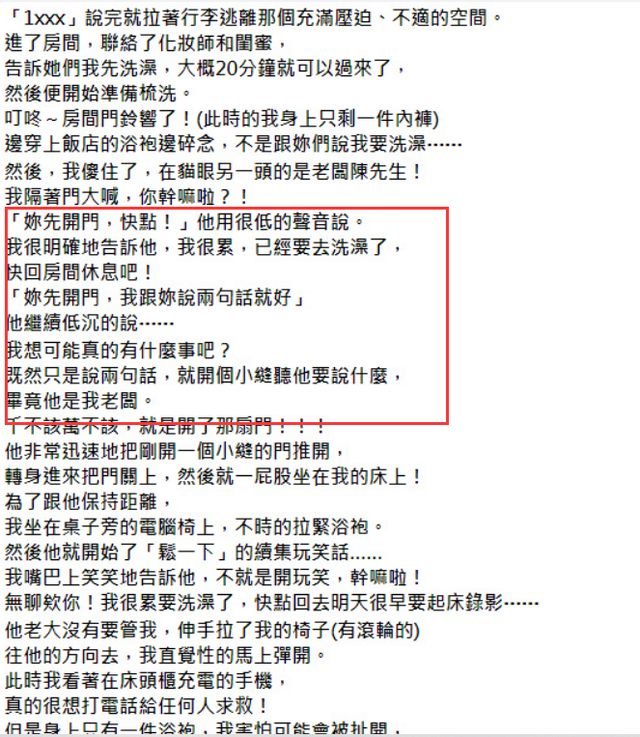 「1xxx」說完就拉著行李逃離那個充滿壓迫、不適的空間。
進了房間，聯絡了化妝師和閨蜜，
告訴她們我先洗澡，大概20分鐘就可以過來了，
然後便開始準備梳洗。
叮咚～房間門鈴響了！(此時的我身上只剩一件內褲)
邊穿上飯店的浴袍邊碎念，不是跟妳們說我要洗澡⋯⋯
然後，我傻住了，在貓眼另一頭的是老闆陳先生！
我隔著門大喊，你幹嘛啦？！
「妳先開門，快點！」他用很低的聲音說。
我很明確地告訴他，我很累，已經要去洗澡了，
快回房間休息吧！
「妳先開門，我跟妳說兩句話就好」
他繼續低沉的說⋯⋯
我想可能真的有什麼事吧？
既然只是說兩句話，就開個小縫聽他要說什麼，
畢竟他是我老闆。
千不該萬不該，就是開了那扇門！！！
他非常迅速地把剛開一個小縫的門推開，
轉身進來把門關上，然後就一屁股坐在我的床上！
為了跟他保持距離，
我坐在桌子旁的電腦椅上，不時的拉緊浴袍。
然後他就開始了「鬆一下」的續集玩笑話......
我嘴巴上笑笑地告訴他，不就是開玩笑，幹嘛啦！
無聊欸你！我很累要洗澡了，快點回去明天很早要起床錄影⋯⋯
他老大沒有要管我，伸手拉了我的椅子(有滾輪的)
往他的方向去，我直覺性的馬上彈開。
此時我看著在床頭櫃充電的手機，
真的很想打電話給任何人求救！
但是身上只有一件浴袍，我害怕可能會被扯開，